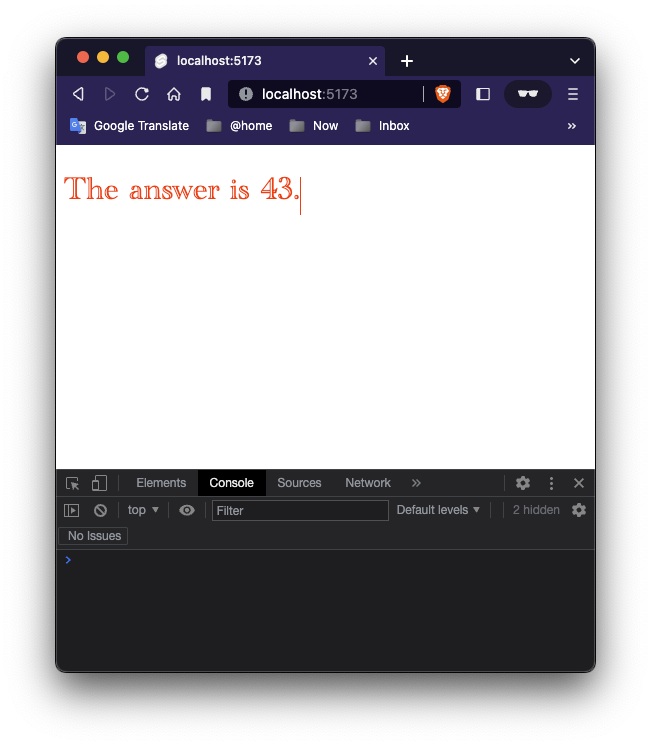 localhost:5173
localhost:5173
Google Translate @home Now Inbox »
The answer is 43.
Elements Console Sources Network »
top Filter Default levels 2 hidden
No Issues